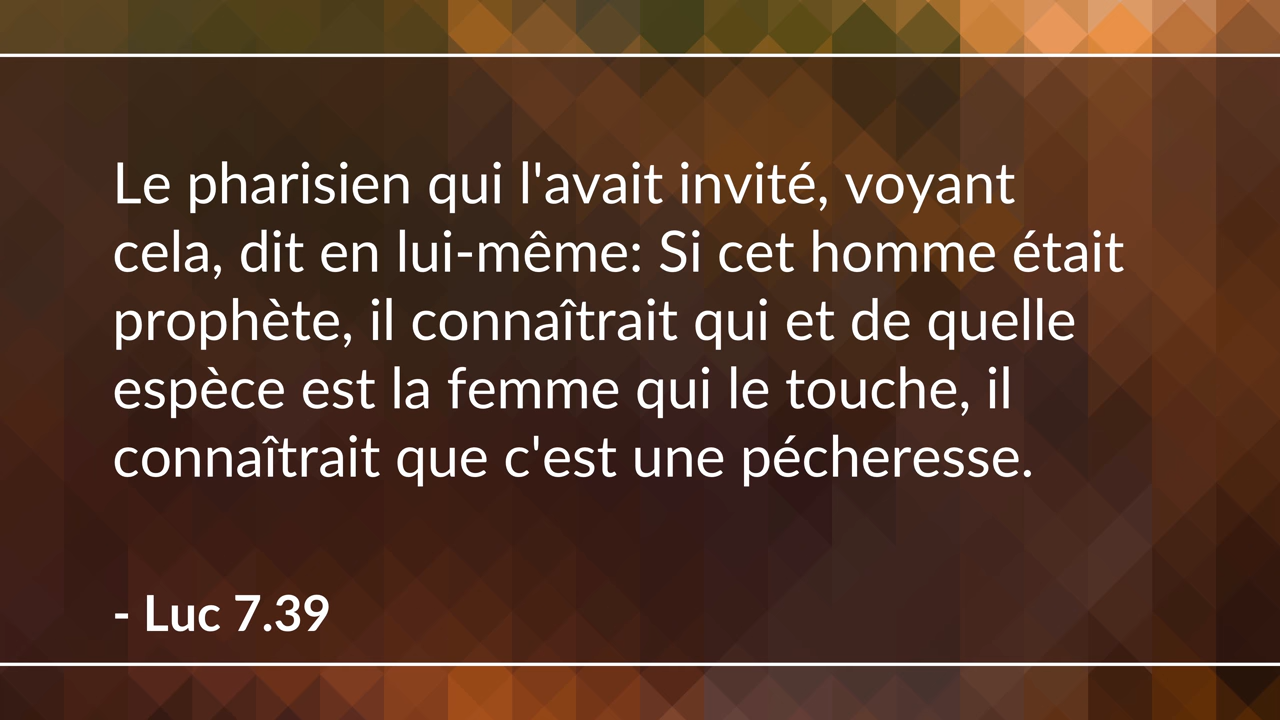 Le pharisien qui l'avait invité, voyant
cela, dit en lui-même: Si cet homme était
prophète, il connaîtrait qui et de quelle
espèce est la femme qui le touche, il
connaîtrait que c'est une pécheresse.
- Luc 7.39